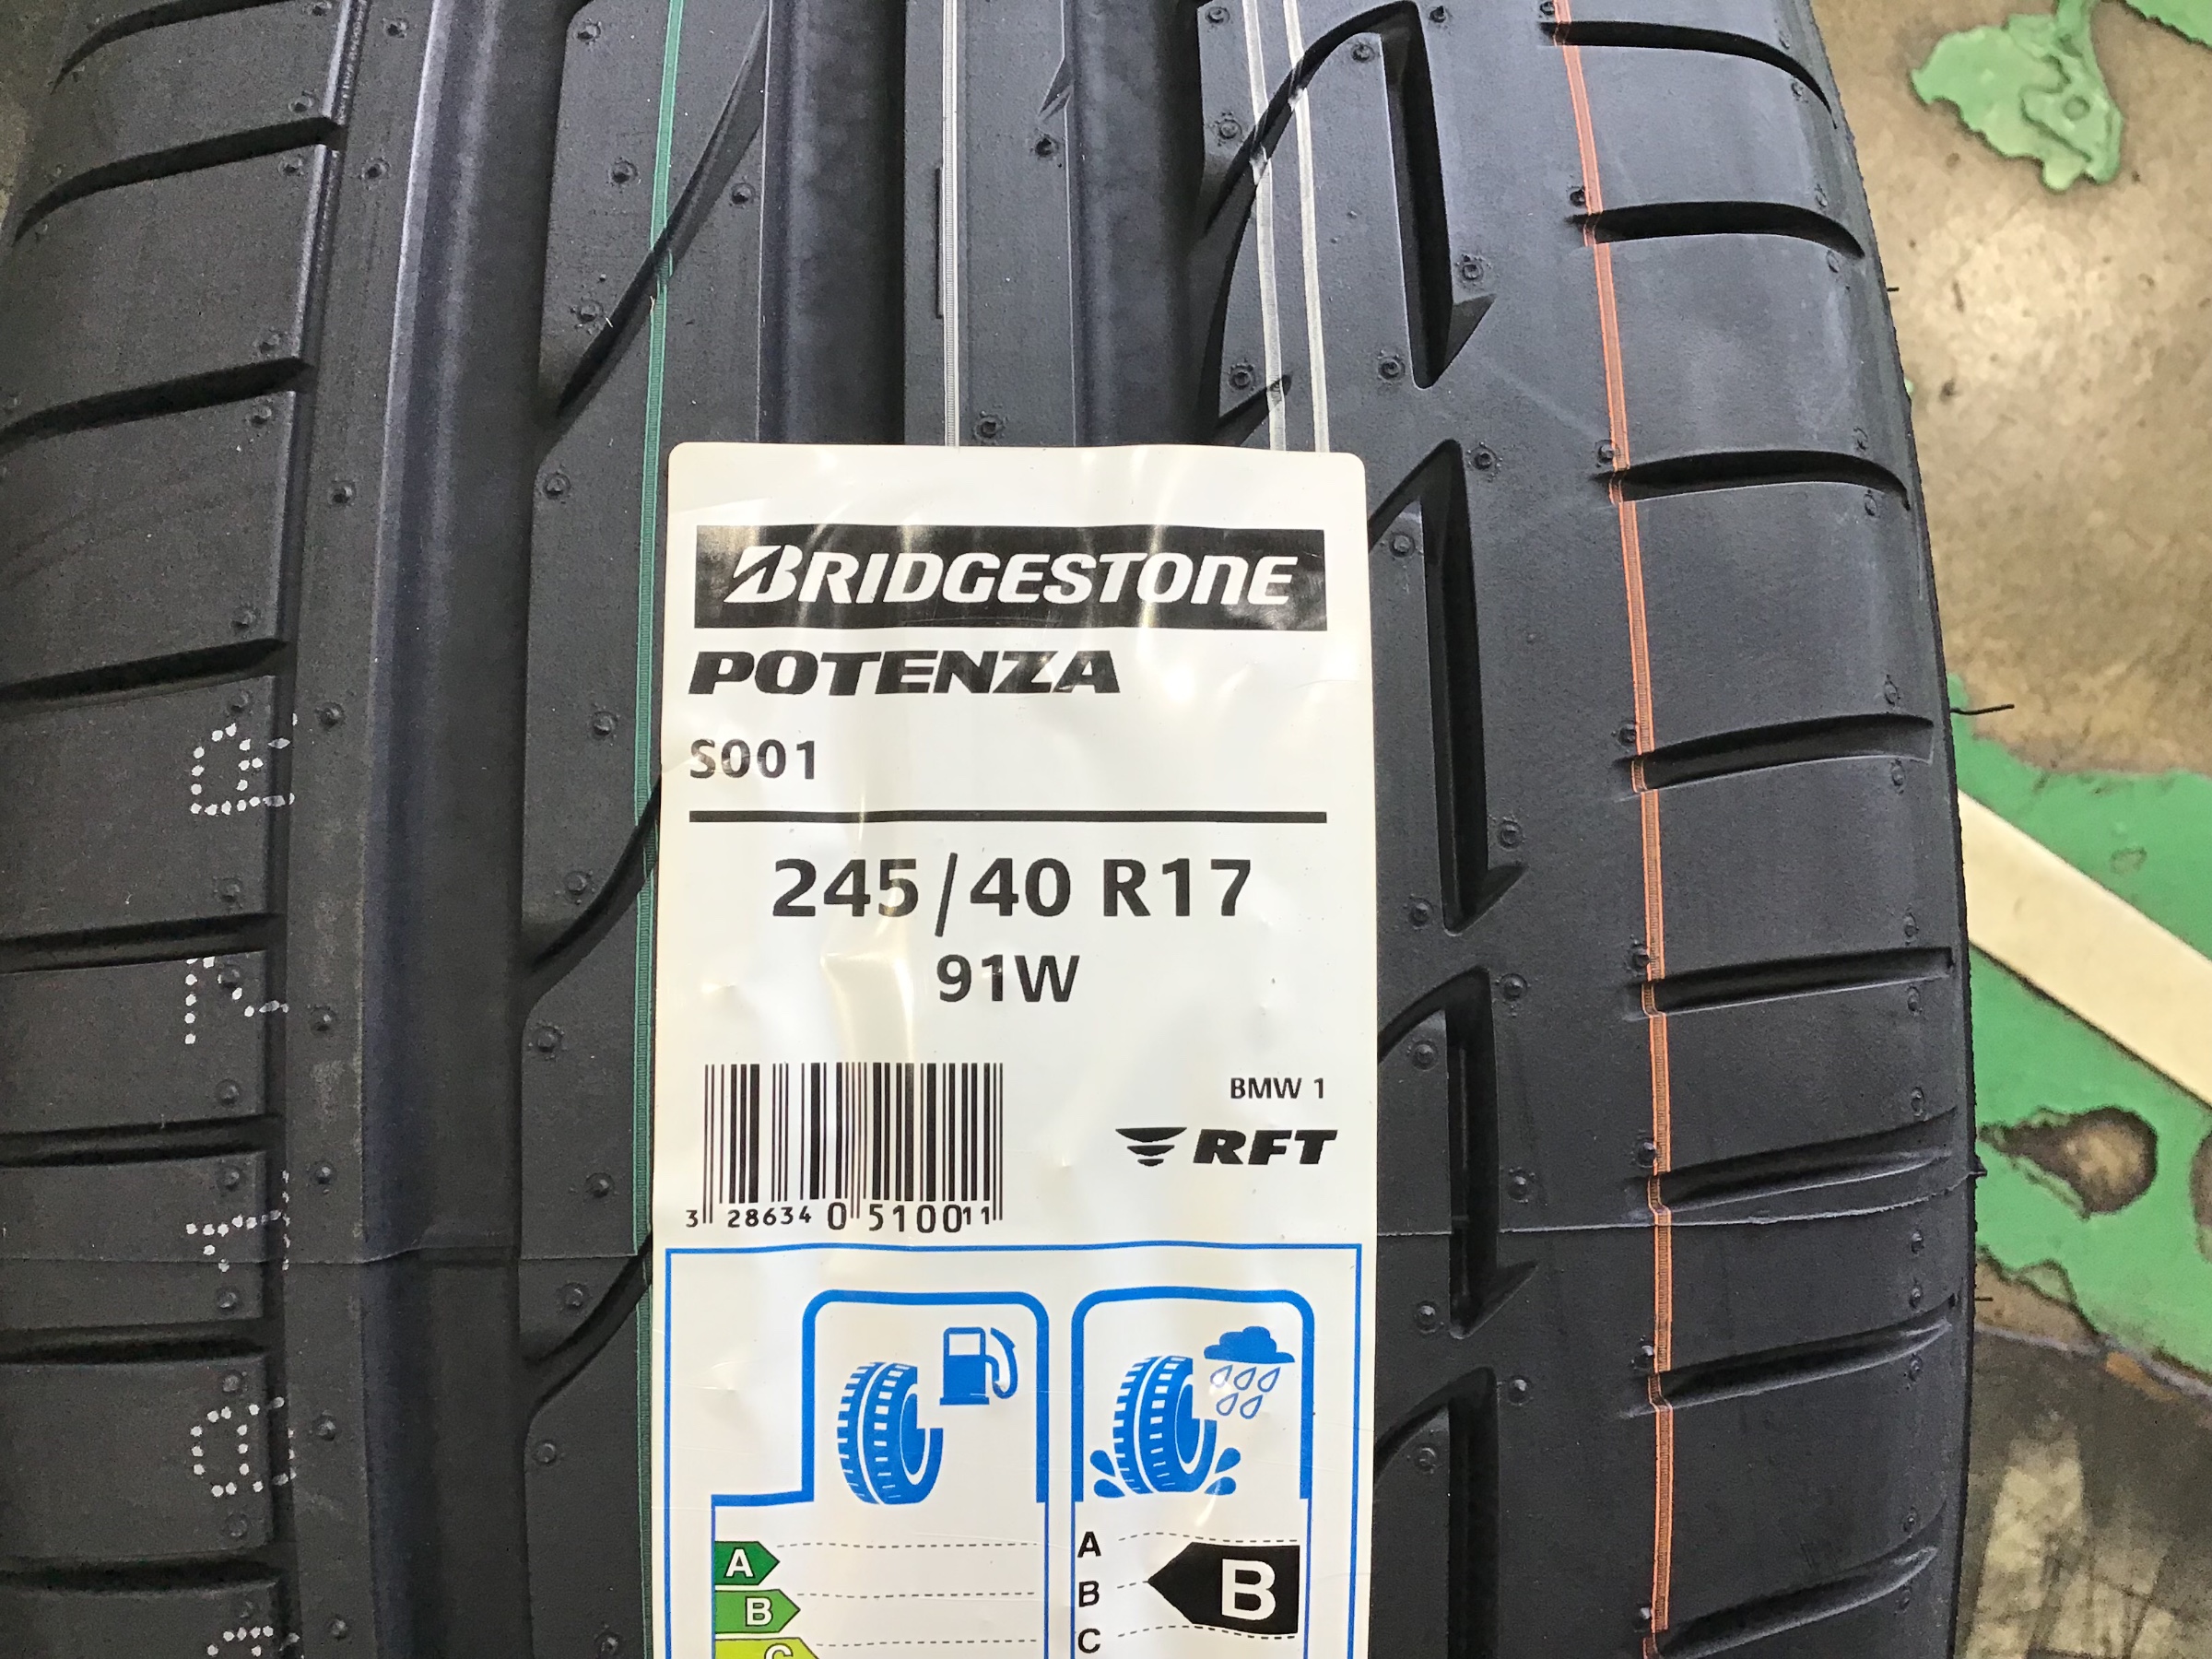 BRIDGESTONE
POTENZA
S001
245/40 R17
91W
BMW 1
RFT
3 286340 510011
A
B
C
A
B
C
B